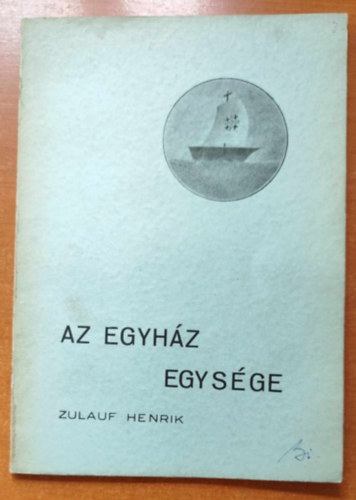 AZ EGYHÁZ
EGYSÉGE
ZULAUF HENRIK